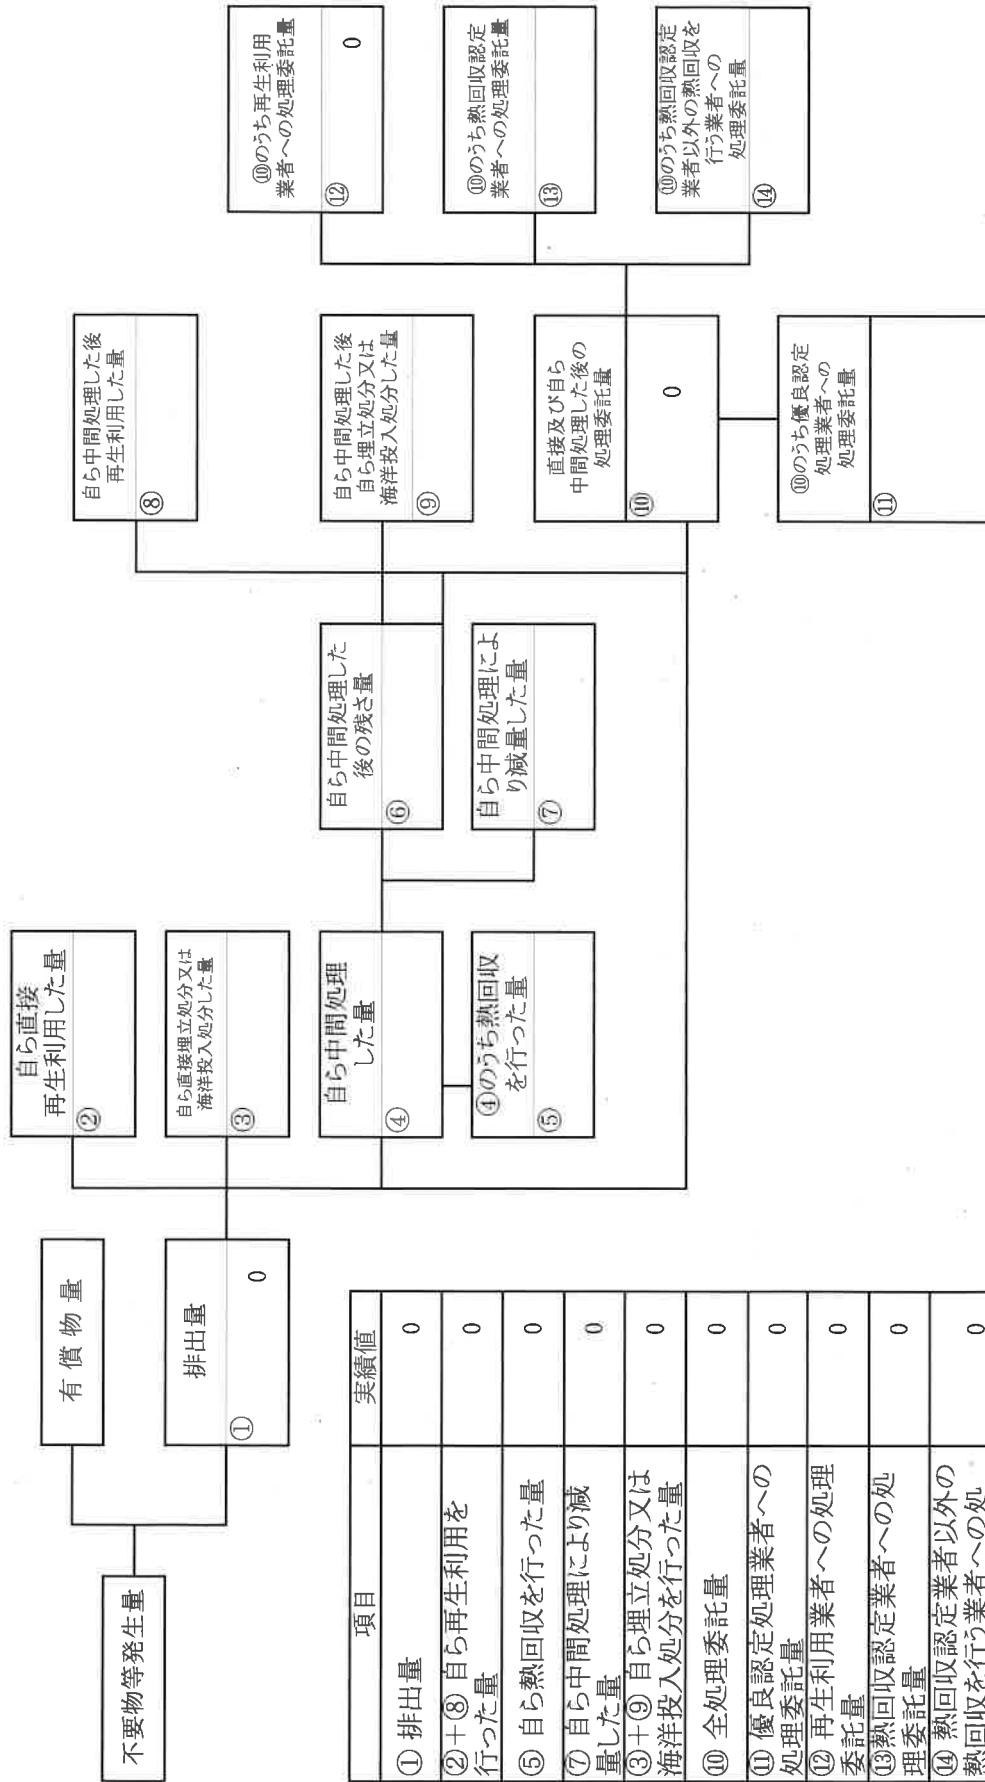 不要物等発生量
有償物量
排出量
①
0
自ら直接
再生利用した量
②
自ら直接埋立処分又は
海洋投入処分した量
③
自ら中間処理
した量
④
④のうち熱回収
を行った量
⑤
自ら中間処理した
後の残さ量
⑥
自ら中間処理によ
り減量した量
⑦
自ら中間処理した後
再生利用した量
⑧
自ら中間処理した後
自ら埋立処分又は
海洋投入処分した量
⑨
直接及び自ら
中間処理した後の
処理委託量
⑩
0
⑩のうち優良認定
処理業者への
処理委託量
⑪
⑩のうち再生利用
業者への処理委託量
⑫
0
⑩のうち熱回収認定
業者への処理委託量
⑬
⑩のうち熱回収認定
業者以外の熱回収を
行う業者への
処理委託量
⑭
項目 実績値
①排出量 0
②+⑧ 自ら再生利用を
行った量 0
⑤ 自ら熱回収を行った量 0
⑦ 自ら中間処理により減
量した量 0
③+⑨ 自ら埋立処分又は
海洋投入処分を行った量 0
⑩ 全処理委託量 0
⑪ 優良認定処理業者への
処理委託量 0
⑫ 再生利用業者への処理
委託量 0
⑬熱回収認定業者への処
理委託量 0
⑭ 熱回収認定業者以外の
熱回収を行う業者への処 0